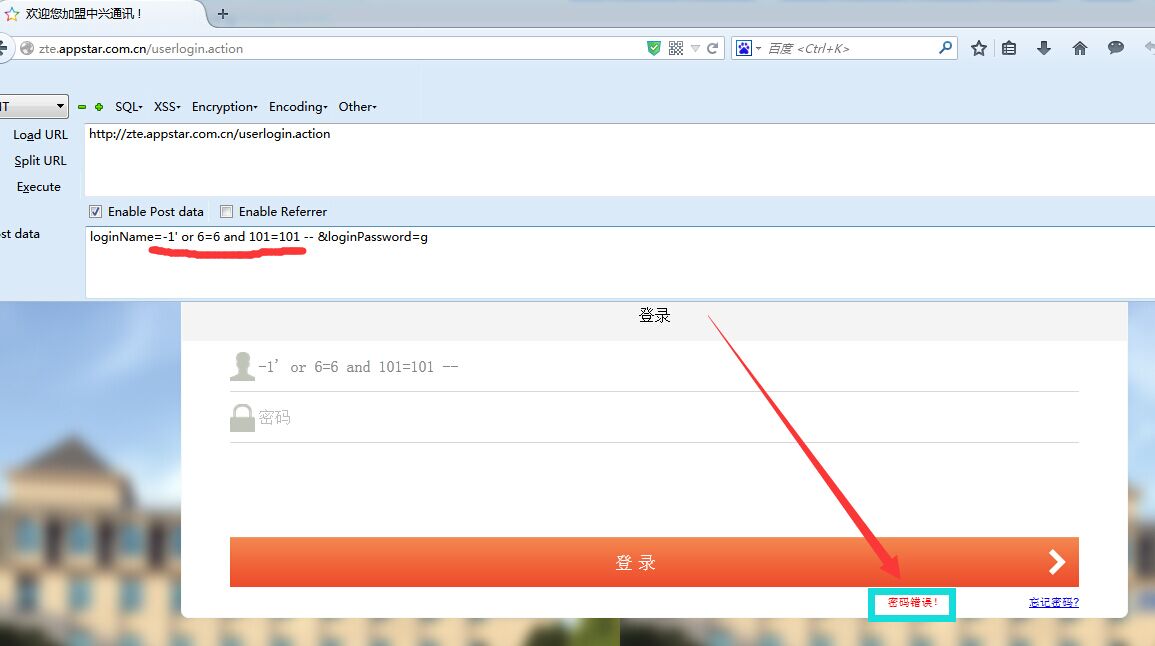 欢迎您加盟中兴通讯！
zte.appstar.com.cn/userlogin.action
百度 <Ctrl+K>
SQL XSS Encryption Encoding Other
Load URL
http://zte.appstar.com.cn/userlogin.action
Split URL
Execute
Enable Post data Enable Referrer
st data
loginName=-1' or 6=6 and 101=101 -- &loginPassword=g
登录
-1' or 6=6 and 101=101 --
密码
登 录
密码错误！
忘记密码?